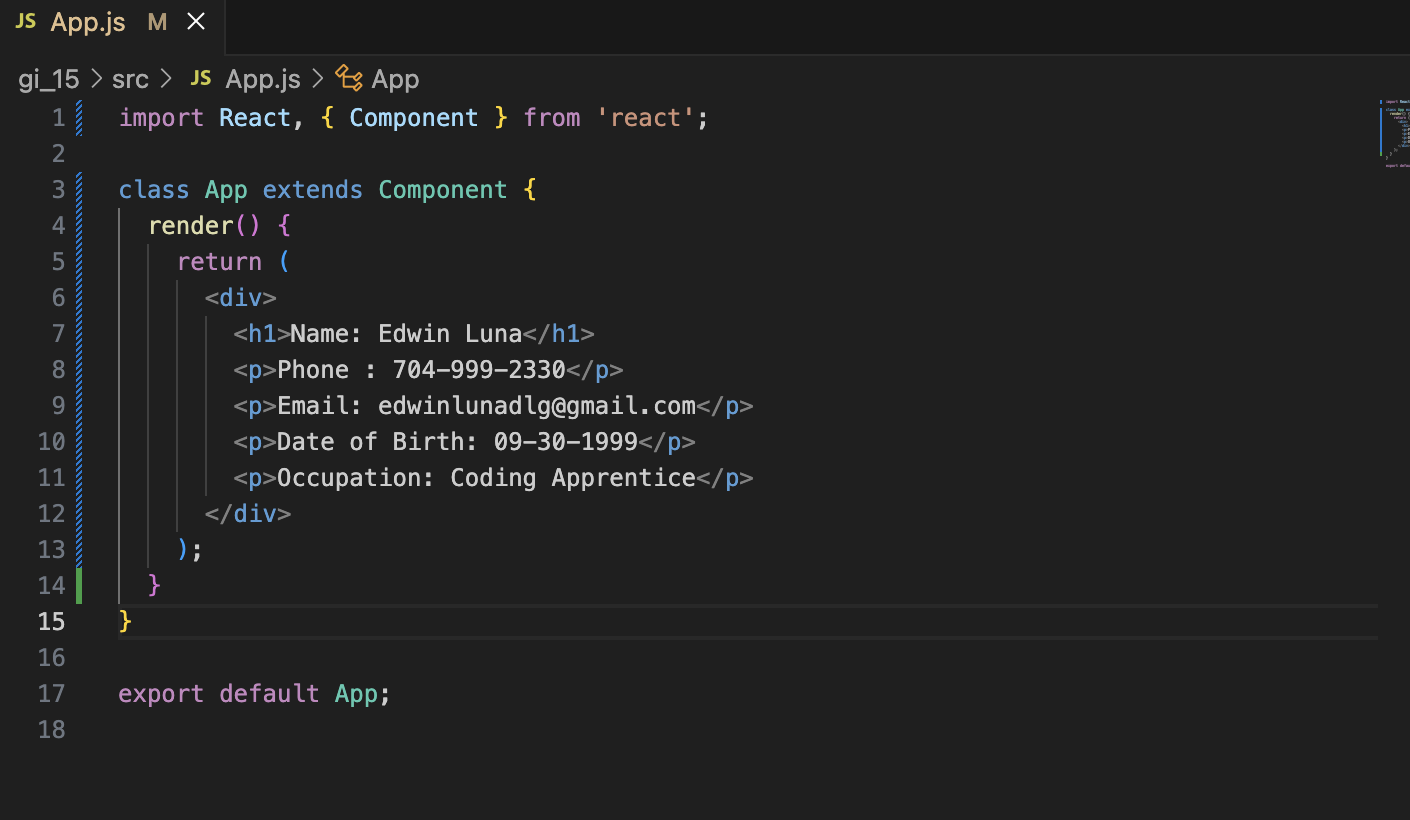 JS App.js M
gi_15 > src > JS App.js > App
1 import React, { Component } from 'react';
2
3 class App extends Component {
4 render() {
5 return (
6 <div>
7 <h1>Name: Edwin Luna</h1>
8 <p>Phone : 704-999-2330</p>
9 <p>Email: edwinlunadlg@gmail.com</p>
10 <p>Date of Birth: 09-30-1999</p>
11 <p>Occupation: Coding Apprentice</p>
12 </div>
13 );
14 }
15 }
16
17 export default App;
18